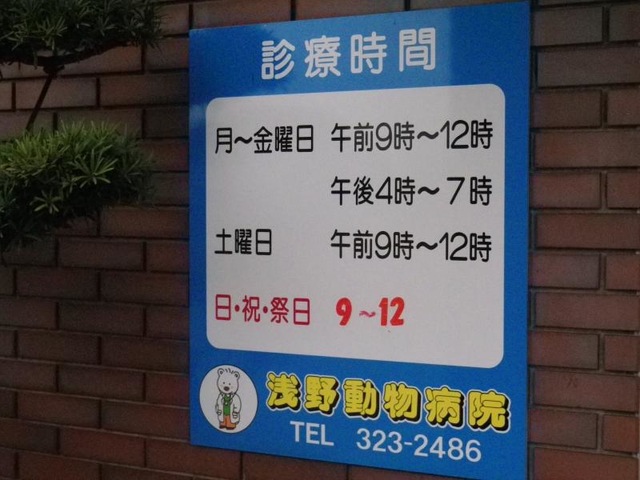 診療時間
月〜金曜日 午前9時〜12時
午後4時〜7時
土曜日 午前9時〜12時
日・祝・祭日 9〜12
浅野動物病院
TEL 323-2486